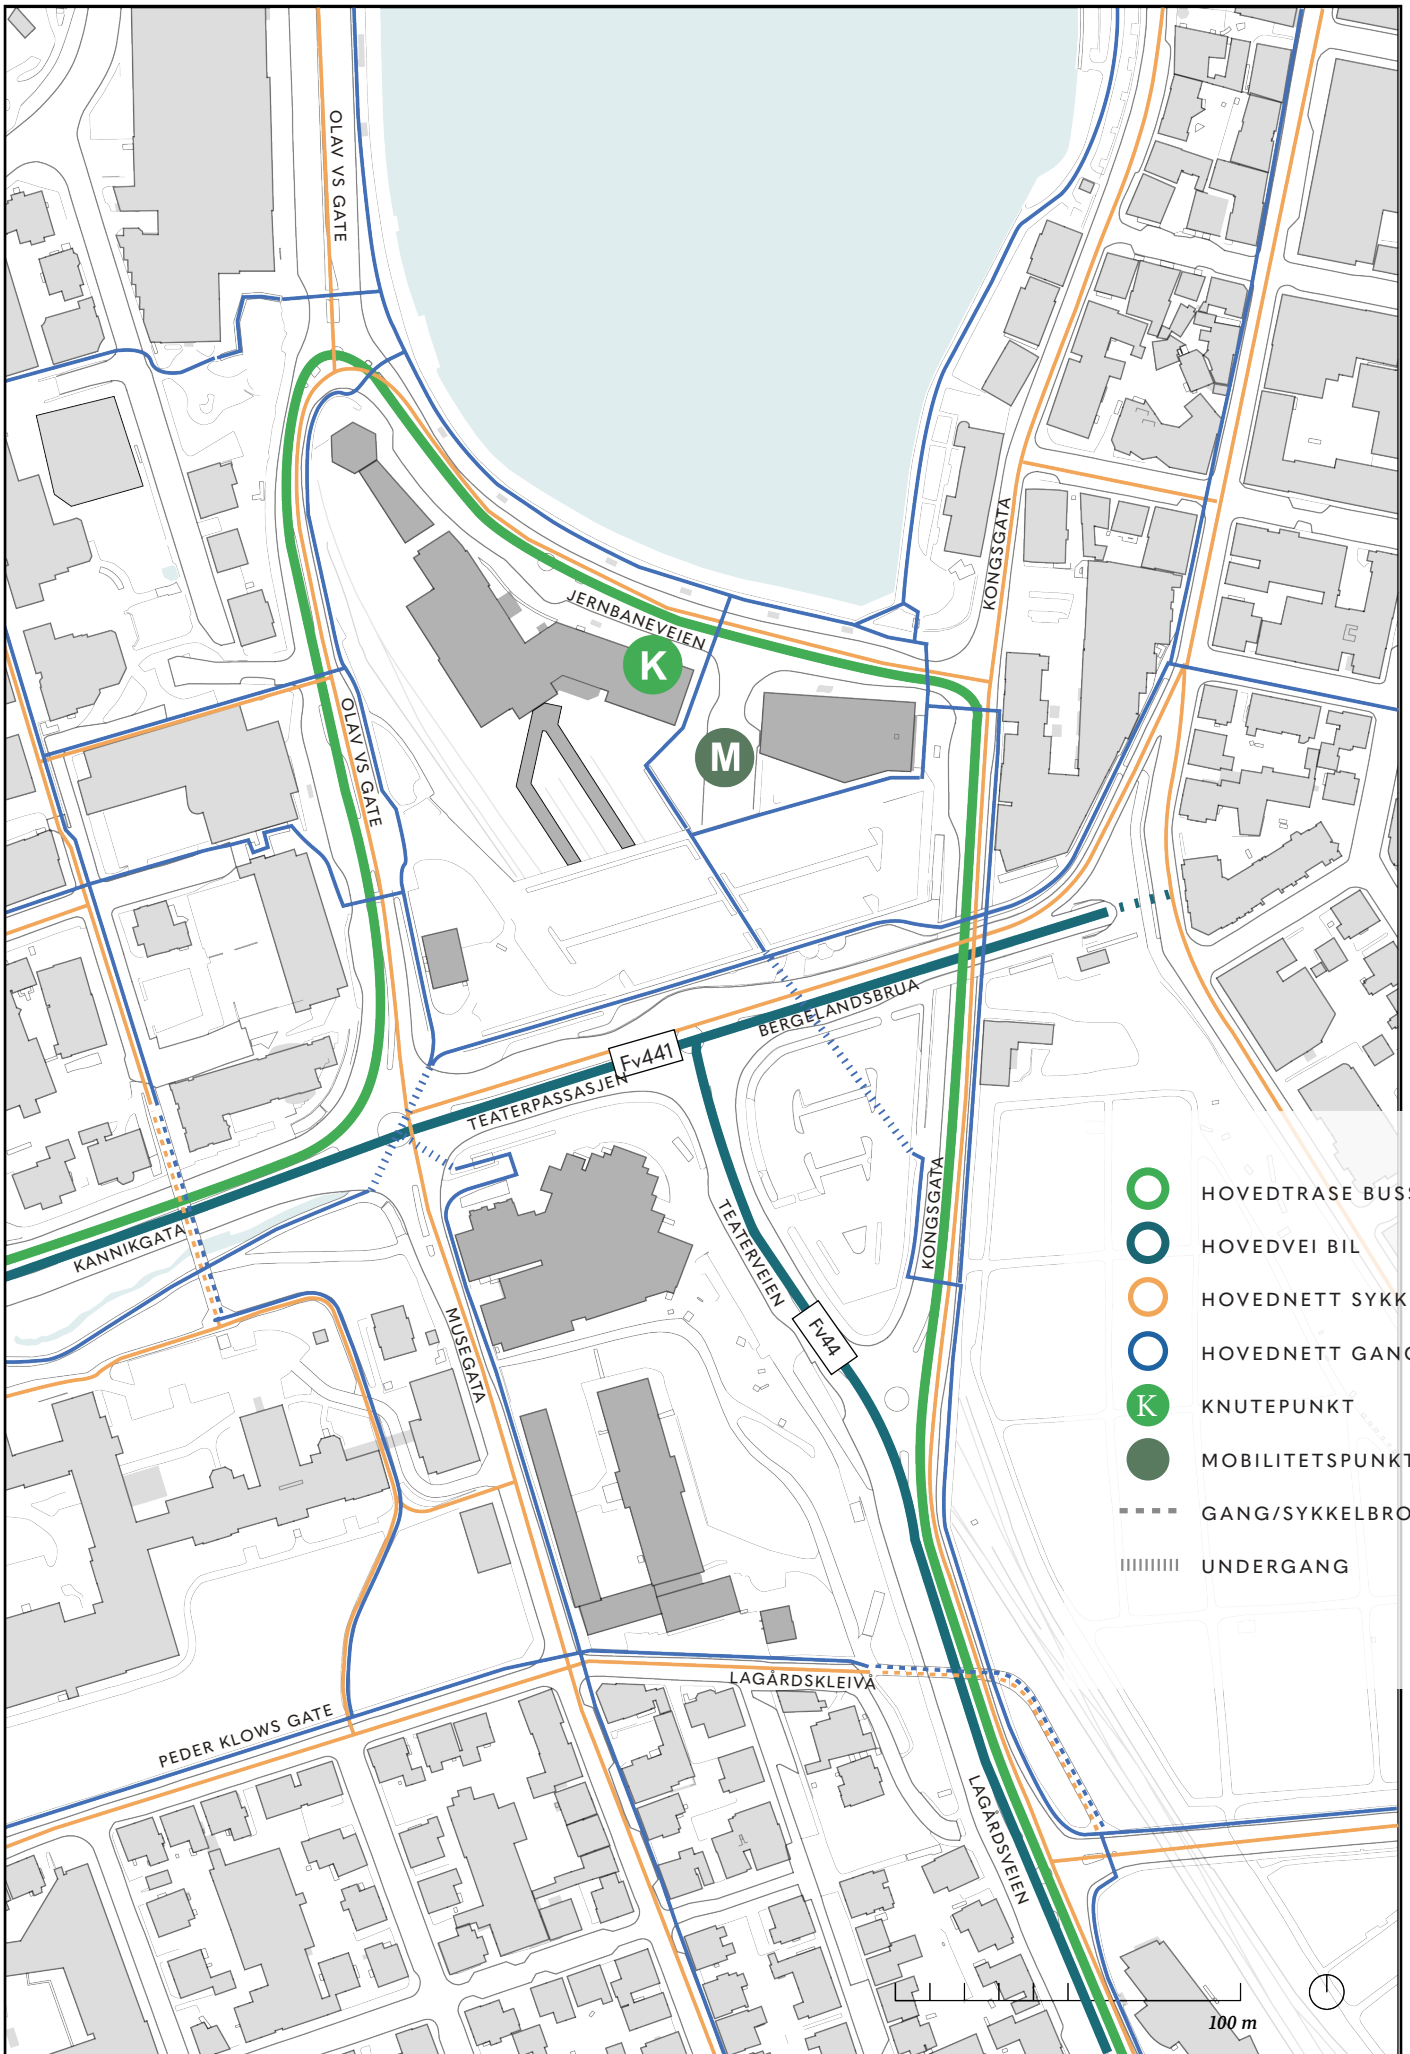 OLAV VS GATE
KONGSGATA
JERNBANEVEIEN
K
M
OLAV VS GATE
BERGELANDSBRUA
Fv441
TEATERPASSASJEN
KANNIKGATA
TEATERVEIEN
KONGSGATA
MUSEGATA
Fv44
HOVEDTRASE BUSS
HOVEDVEI BIL
HOVEDNETT SYKK
HOVEDNETT GANG
K KNUTEPUNKT
MOBILITETSPUNKT
GANG/SYKKELBRO
UNDERGANG
LAGÅRDSKLEIVÅ
PEDER KLOWS GATE
LAGÅRDSVEIEN
100 m